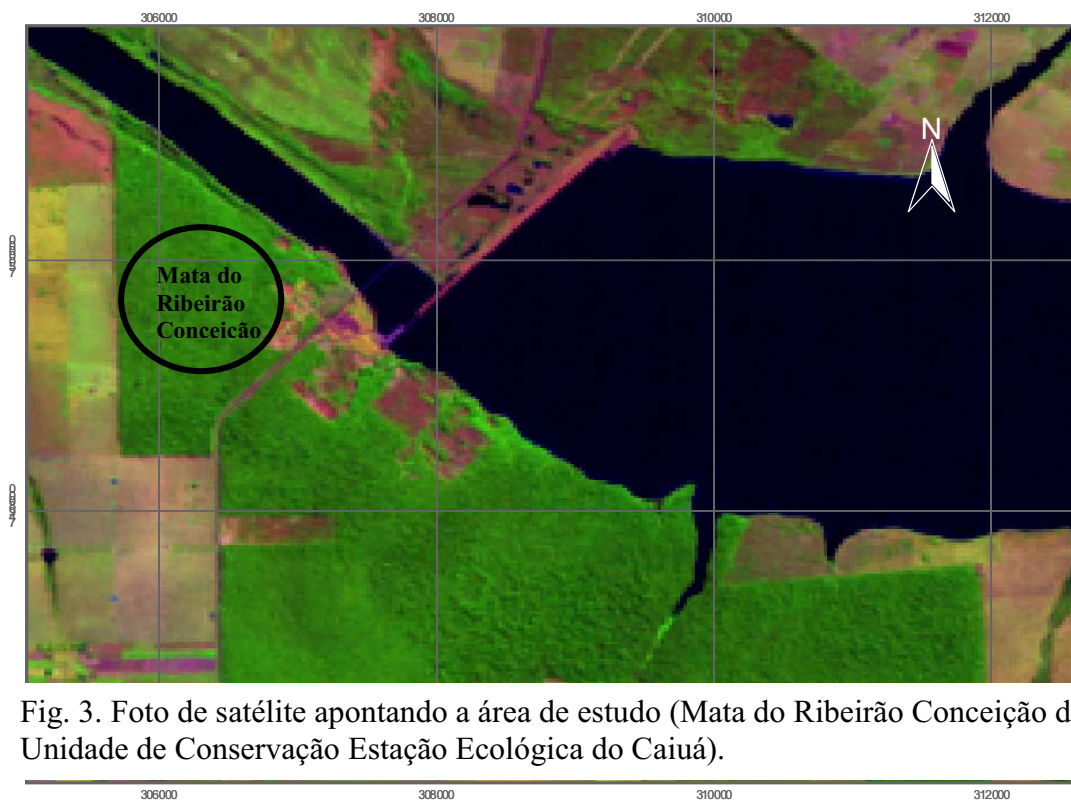 306000 308000 310000 312000
N
Mata do
Ribeirão
Conceicão
Fig. 3. Foto de satélite apontando a área de estudo (Mata do Ribeirão Conceição d
Unidade de Conservação Estação Ecológica do Caiuá).
306000 308000 310000 312000